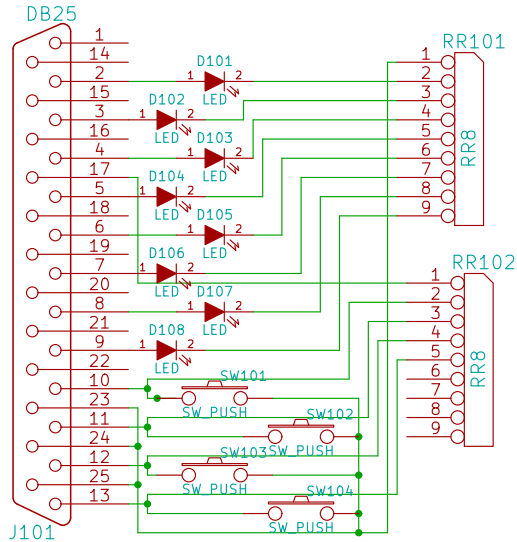 DB25
1
14
2
15
3
16
4
17
5
18
6
19
7
20
8
21
9
22
10
23
11
24
12
25
13
J101
D101
1 2
LED
D102
1 2
LED
D103
1 2
LED
D104
1 2
LED
D105
1 2
LED
D106
1 2
LED
D107
1 2
LED
D108
1 2
LED
SW101
SW_PUSH
SW102
SW_PUSH
SW103
SW_PUSH
SW104
SW_PUSH
RR101
1
2
3
4
5
6
7
8
9
RR8
RR102
1
2
3
4
5
6
7
8
9
RR8